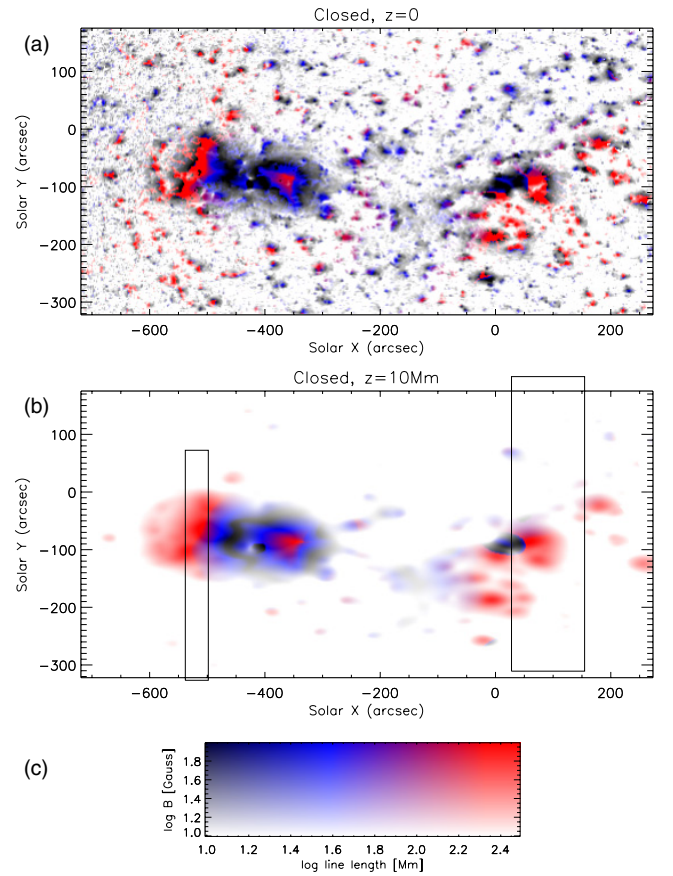 Closed, z=0
(a)
100
0
−100
−200
−300
Solar Y (arcsec)
−600 −400 −200 0 200
Solar X (arcsec)
Closed, z=10Mm
(b)
100
0
−100
−200
−300
Solar Y (arcsec)
−600 −400 −200 0 200
Solar X (arcsec)
(c)
1.8
1.6
1.4
1.2
1.0
log B [Gauss]
1.0 1.2 1.4 1.6 1.8 2.0 2.2 2.4
log line length [Mm]